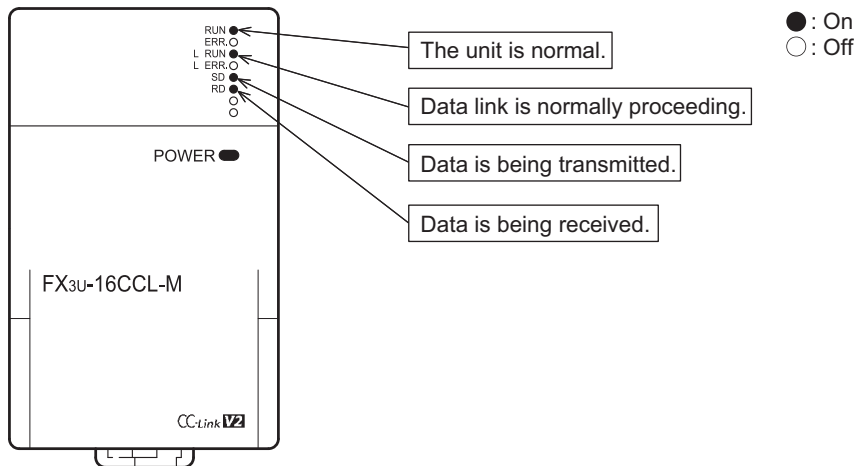 RUN
ERR.
L RUN
L ERR.
SD
RD
POWER
FX3U-16CCL-M
CC-Link V2
The unit is normal.
Data link is normally proceeding.
Data is being transmitted.
Data is being received.
: On
: Off